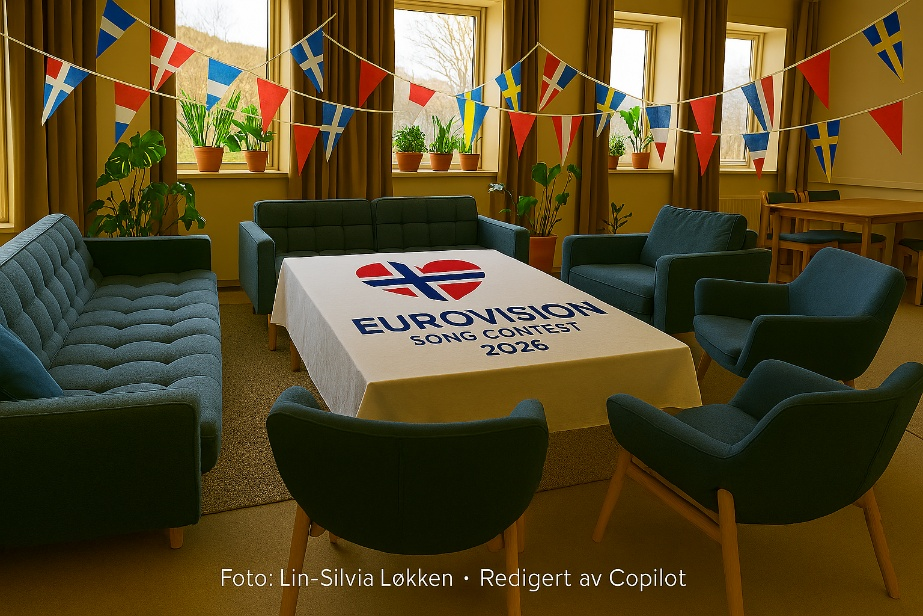 EUROVISION
SONG CONTEST
2026
Foto: Lin-Silvia Løkken • Redigert av Copilot